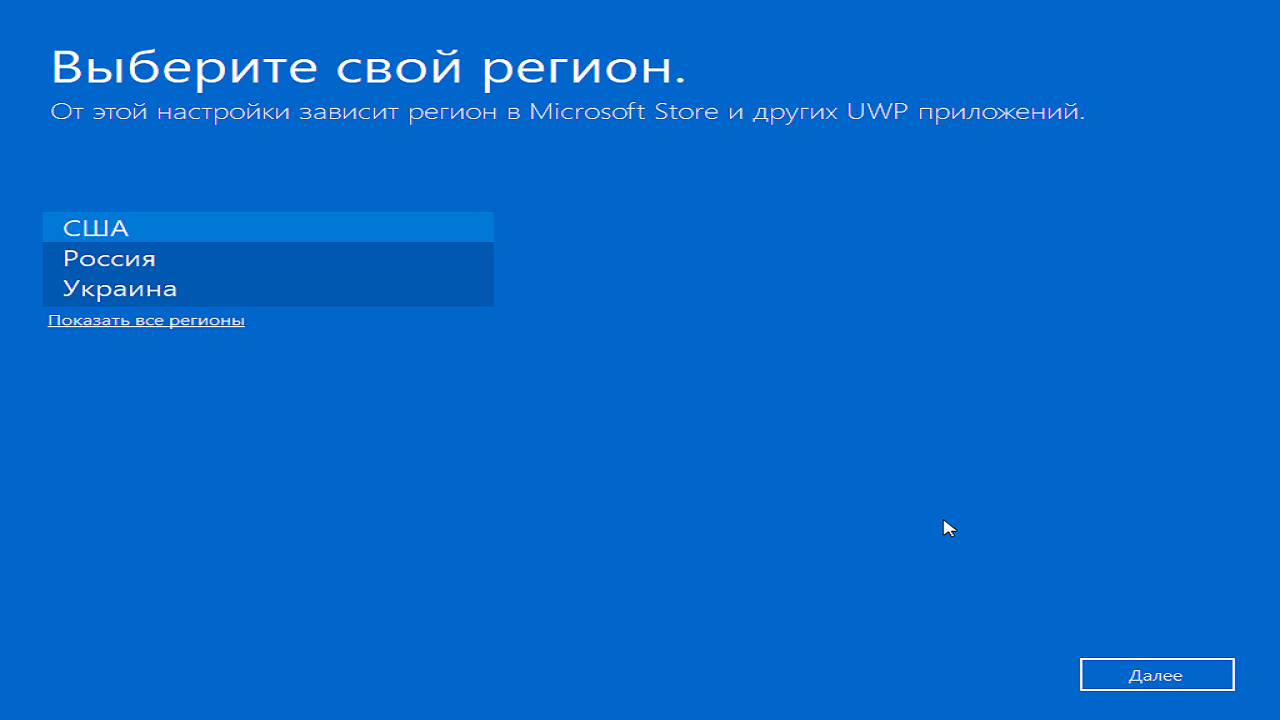 Выберите свой регион.
От этой настройки зависит регион в Microsoft Store и других UWP приложений.
США
Россия
Украина
Показать все регионы
Далее